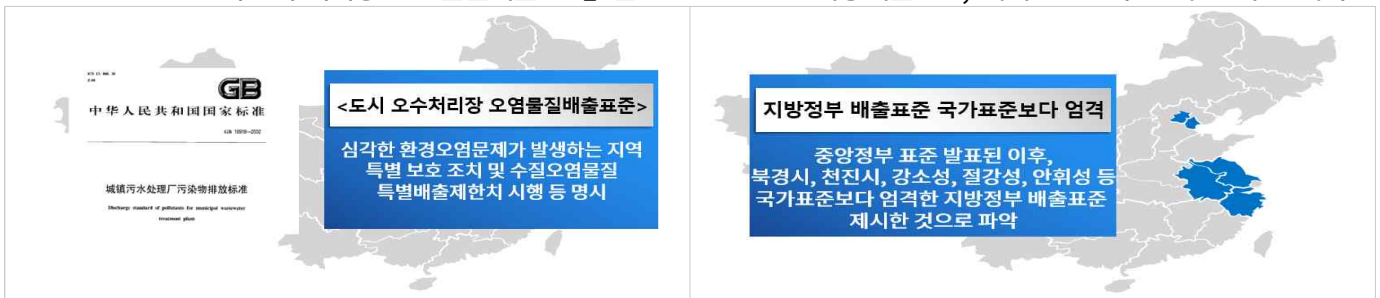 GB
中华人民共和国国家标准
GB 18918—2002
城镇污水处理厂污染物排放标准
Discharge standard of pollutants for municipal wastewater
treatment plant
<도시 오수처리장 오염물질배출표준>
심각한 환경오염문제가 발생하는 지역
특별 보호 조치 및 수질오염물질
특별배출제한치 시행 등 명시
지방정부 배출표준 국가표준보다 엄격
중앙정부 표준 발표된 이후,
북경시, 천진시, 강소성, 절강성, 안휘성 등
국가표준보다 엄격한 지방정부 배출표준
제시한 것으로 파악